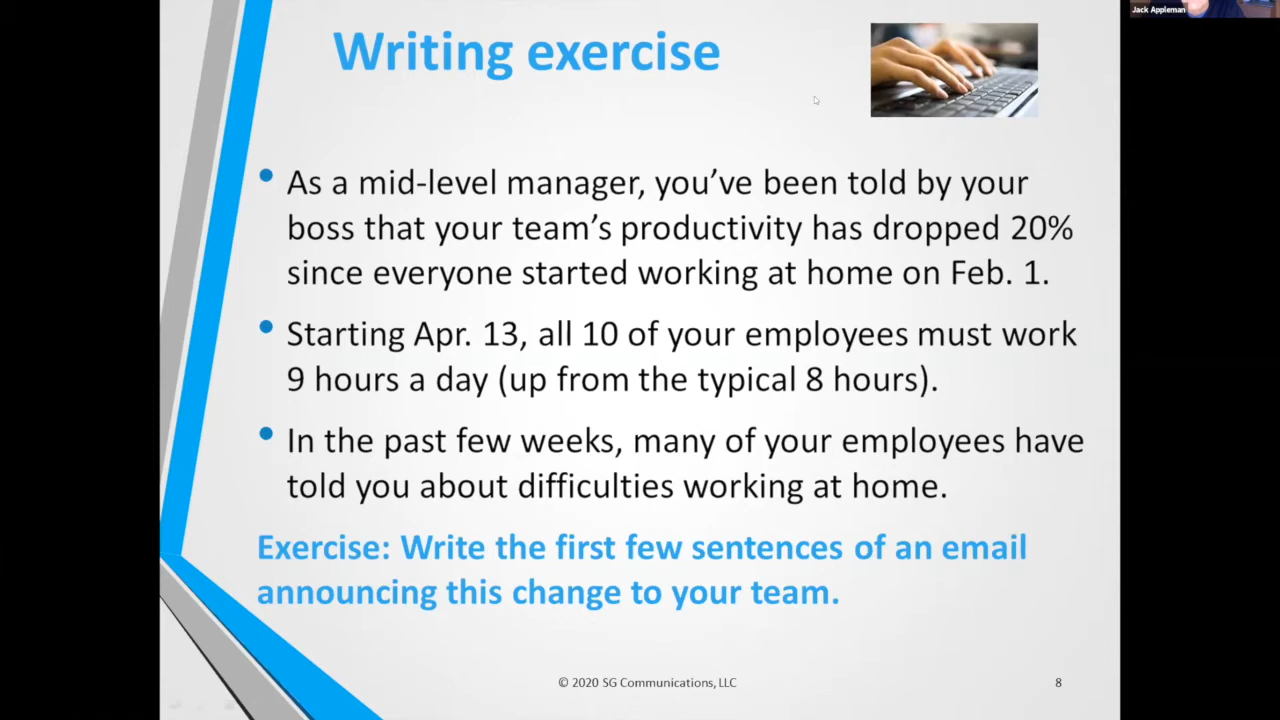 Jack Appleman
Writing exercise
• As a mid-level manager, you’ve been told by your
boss that your team’s productivity has dropped 20%
since everyone started working at home on Feb. 1.
• Starting Apr. 13, all 10 of your employees must work
9 hours a day (up from the typical 8 hours).
• In the past few weeks, many of your employees have
told you about difficulties working at home.
Exercise: Write the first few sentences of an email
announcing this change to your team.
© 2020 SG Communications, LLC
8